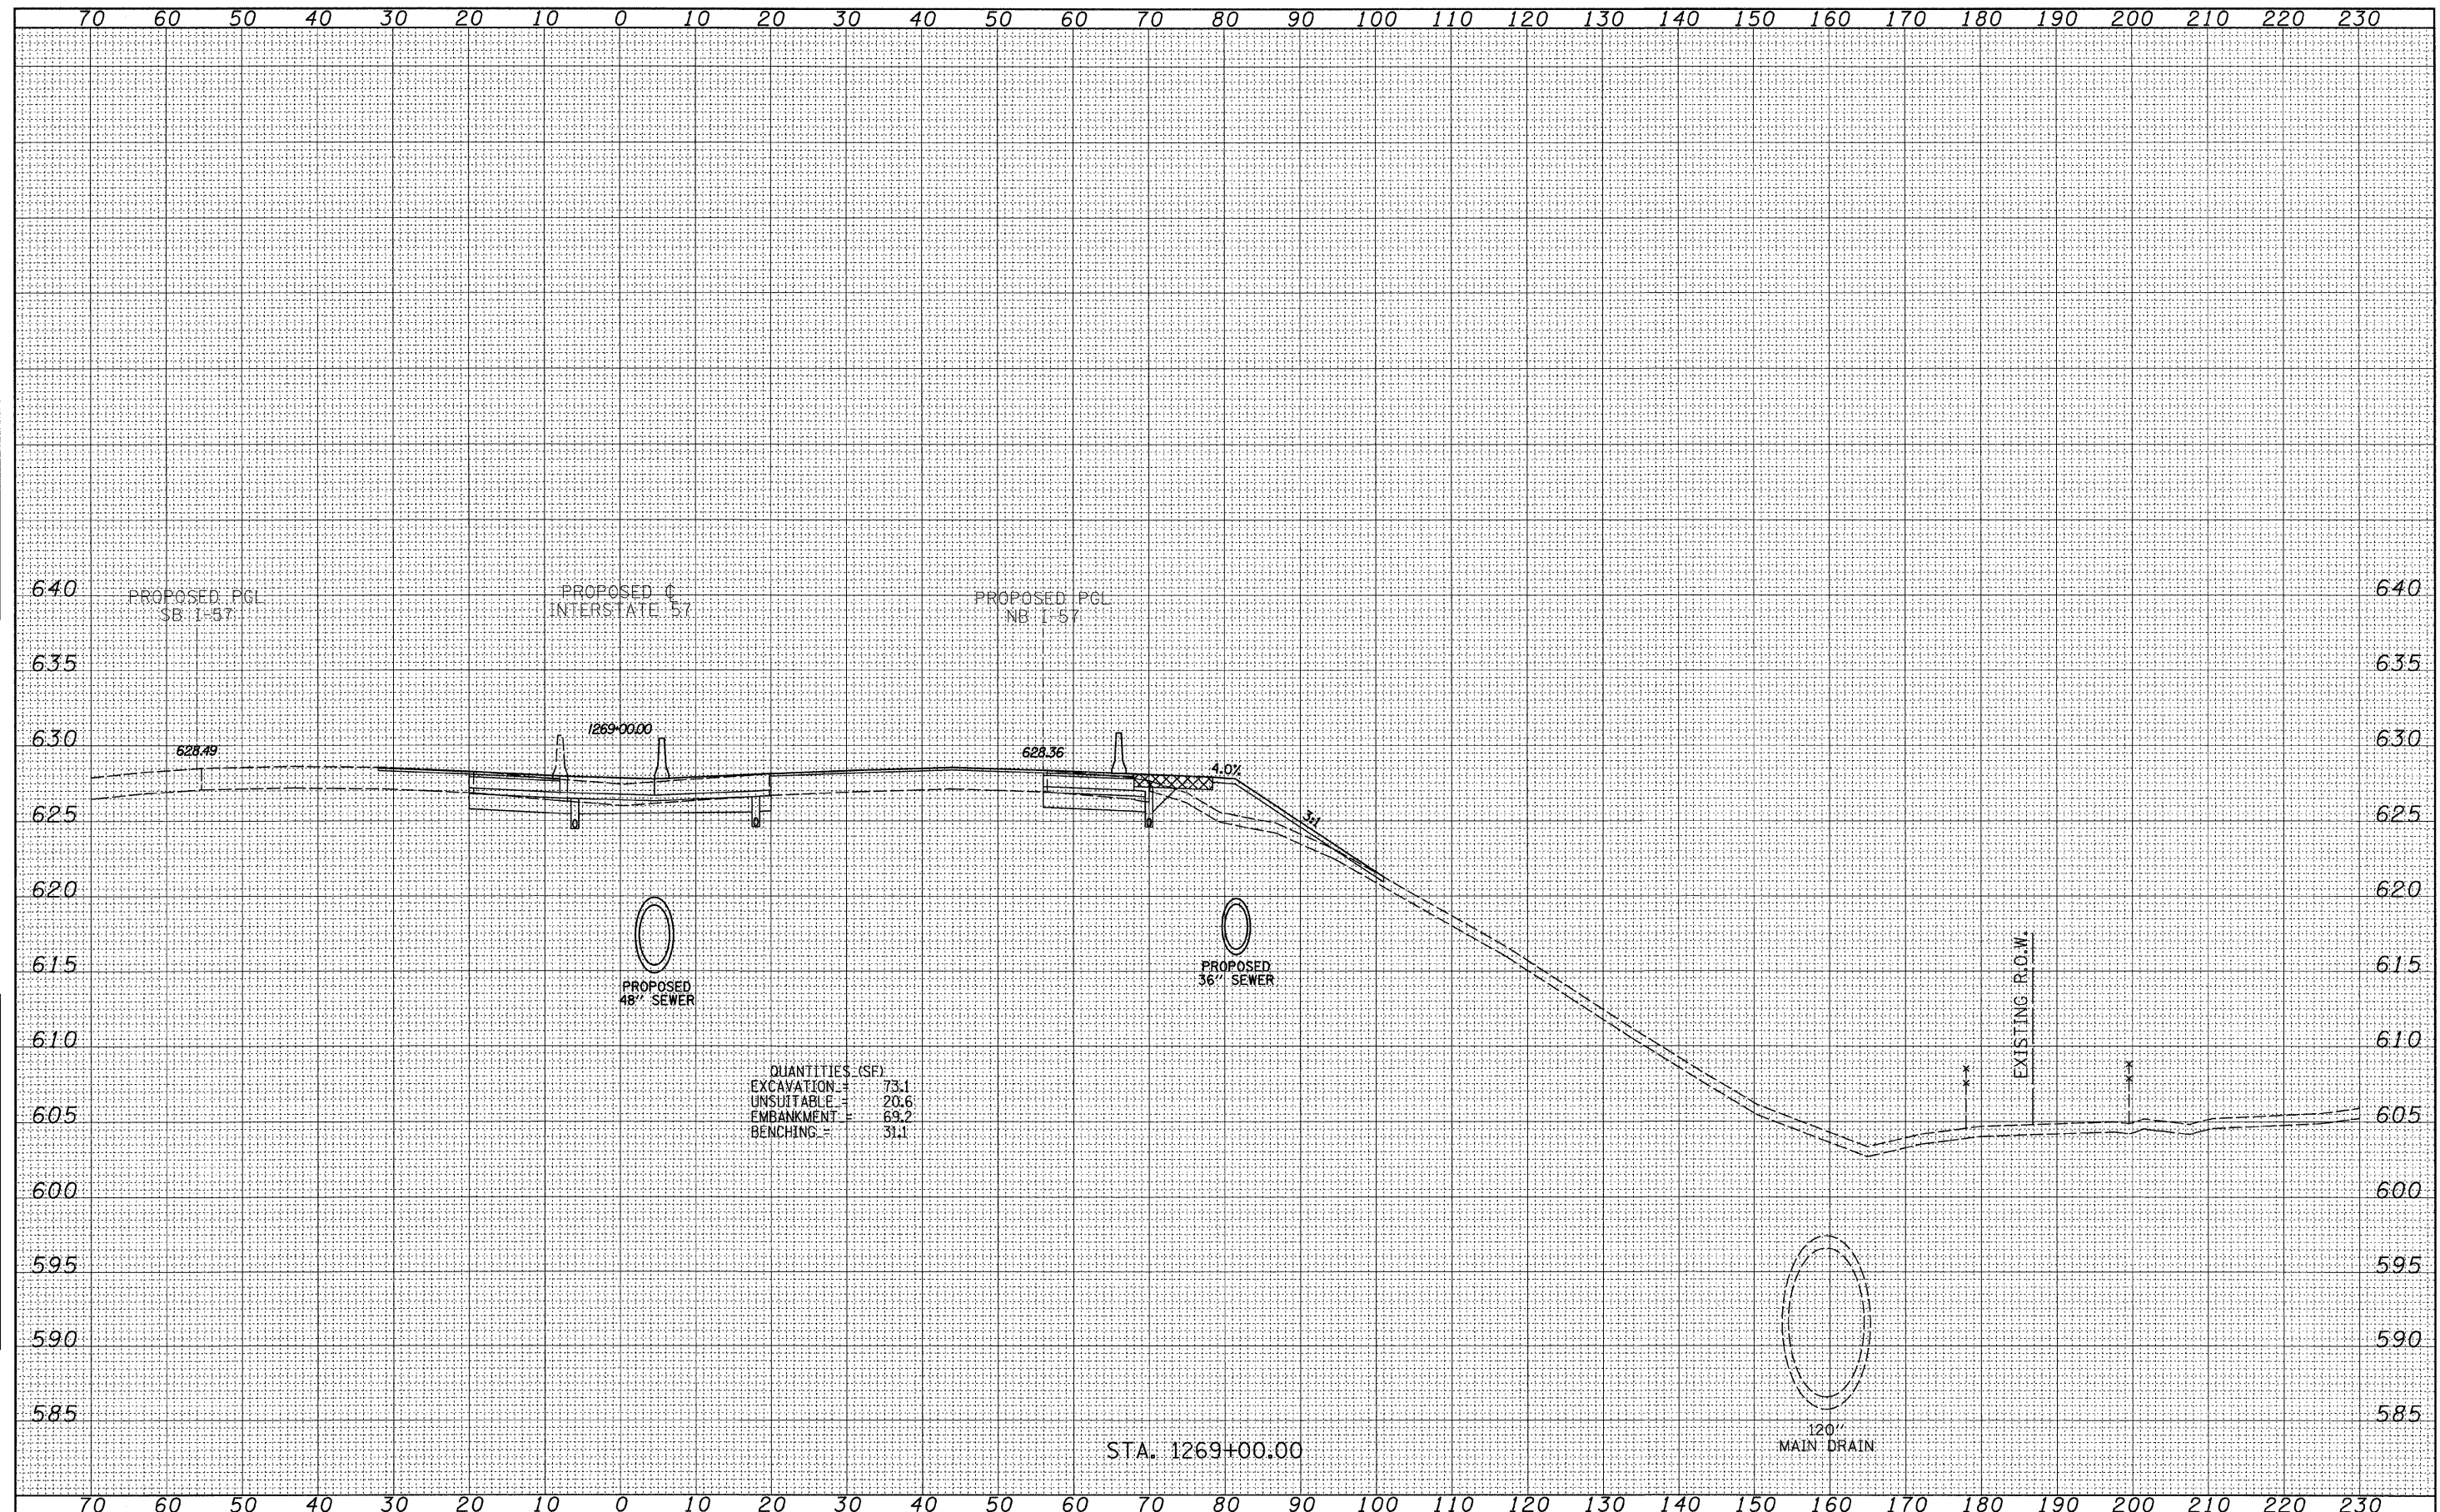 70 60 50 40 30 20 10 0 10 20 30 40 50 60 70 80 90 100 110 120 130 140 150 160 170 180 190 200 210 220 230
640 640
PROPOSED PGL
SB I-57
PROPOSED ℄
INTERSTATE 57
PROPOSED PGL
NB I-57
635 635
1269+00.00
630 630
628.49
628.36
4.0%
3:1
625 625
620 620
PROPOSED
48" SEWER
PROPOSED
36" SEWER
EXISTING R.O.W.
615 615
610 610
QUANTITIES (SF)
EXCAVATION = 73.1
UNSUITABLE = 20.6
EMBANKMENT = 69.2
BENCHING = 31.1
605 605
600 600
595 595
590 590
585 585
120"
MAIN DRAIN
STA. 1269+00.00
70 60 50 40 30 20 10 0 10 20 30 40 50 60 70 80 90 100 110 120 130 140 150 160 170 180 190 200 210 220 230